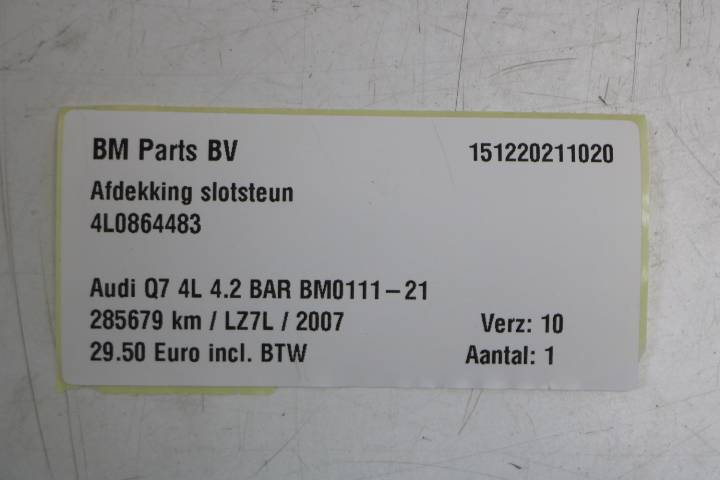 BM Parts BV 151220211020
Afdekking slotsteun
4L0864483
Audi Q7 4L 4.2 BAR BM0111-21
285679 km / LZ7L / 2007 Verz: 10
29.50 Euro incl. BTW Aantal: 1